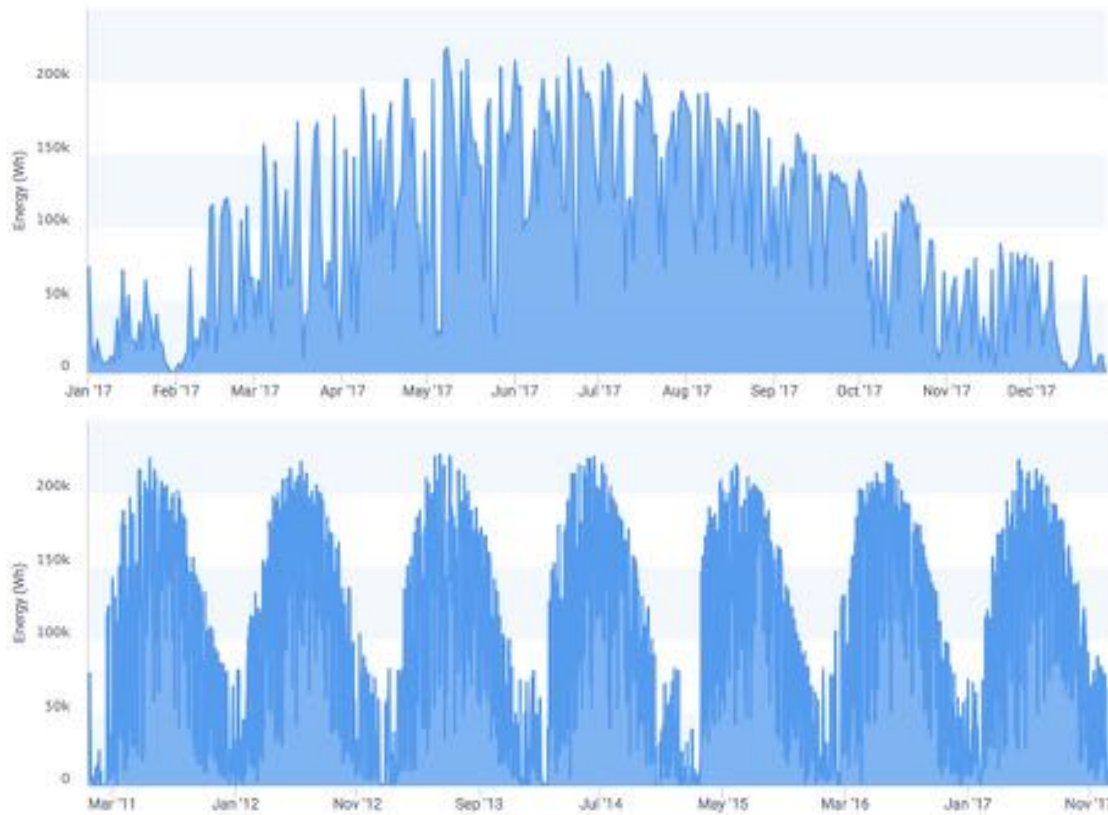 200k
150k
100k
50k
0
Energy (Wh)
Jan '17 Feb '17 Mar '17 Apr '17 May '17 Jun '17 Jul '17 Aug '17 Sep '17 Oct '17 Nov '17 Dec '17
200k
150k
100k
50k
0
Energy (Wh)
Mar '11 Jan '12 Nov '12 Sep '13 Jul '14 May '15 Mar '16 Jan '17 Nov '17